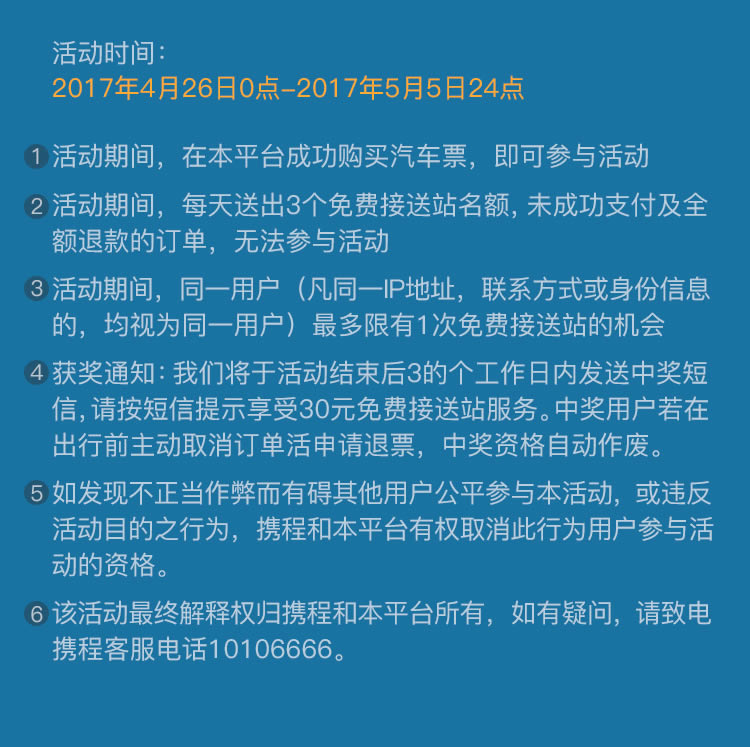 活动时间：
2017年4月26日0点-2017年5月5日24点
1 活动期间，在本平台成功购买汽车票，即可参与活动
2 活动期间，每天送出3个免费接送站名额, 未成功支付及全
额退款的订单，无法参与活动
3 活动期间，同一用户（凡同一IP地址，联系方式或身份信息
的，均视为同一用户）最多限有1次免费接送站的机会
4 获奖通知：我们将于活动结束后3的个工作日内发送中奖短
信,请按短信提示享受30元免费接送站服务。中奖用户若在
出行前主动取消订单活申请退票，中奖资格自动作废。
5 如发现不正当作弊而有碍其他用户公平参与本活动，或违反
活动目的之行为，携程和本平台有权取消此行为用户参与活
动的资格。
6 该活动最终解释权归携程和本平台所有，如有疑问，请致电
携程客服电话10106666。